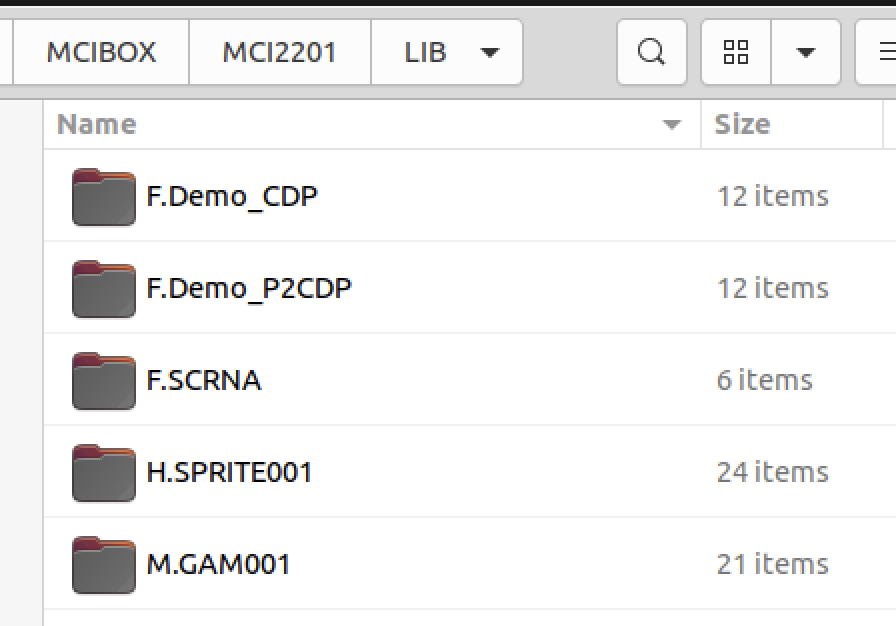 MCIBOX MCI2201 LIB
Name Size
F.Demo_CDP 12 items
F.Demo_P2CDP 12 items
F.SCRNA 6 items
H.SPRITE001 24 items
M.GAM001 21 items